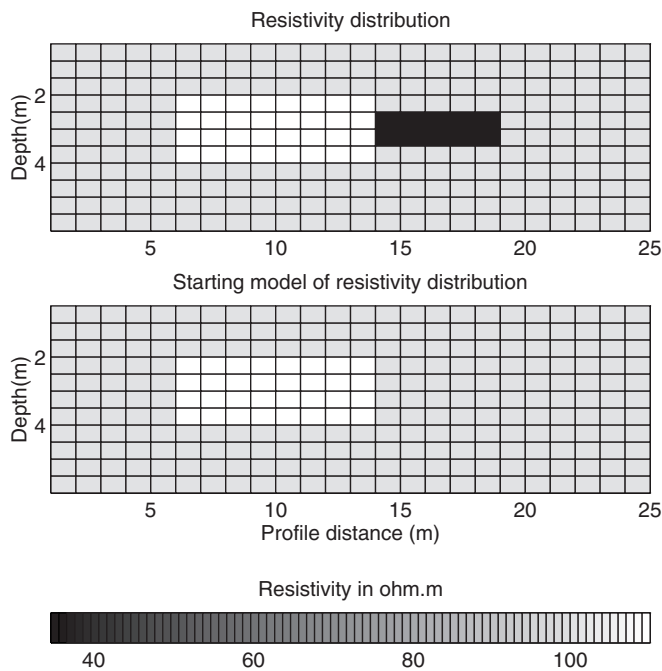 Resistivity distribution
Depth(m)
2
4
5 10 15 20 25
Starting model of resistivity distribution
Depth(m)
2
4
5 10 15 20 25
Profile distance (m)
Resistivity in ohm.m
40 60 80 100